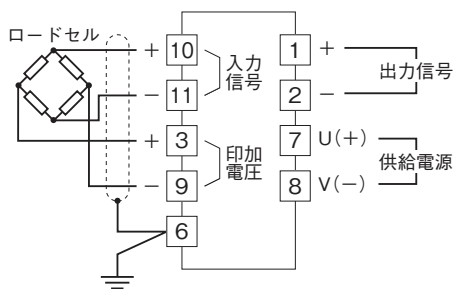 ロードセル
+ 10 入力
信号
− 11
+ 3 印加
電圧
− 9
6
1 +
出力信号
2 −
7 U(+)
供給電源
8 V(−)